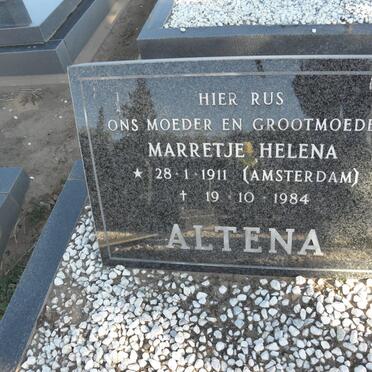 HIER RUS
ONS MOEDER EN GROOTMOEDE
MARRETJE HELENA
★ 28·1·1911 (AMSTERDAM)
† 19·10·1984
ALTENA